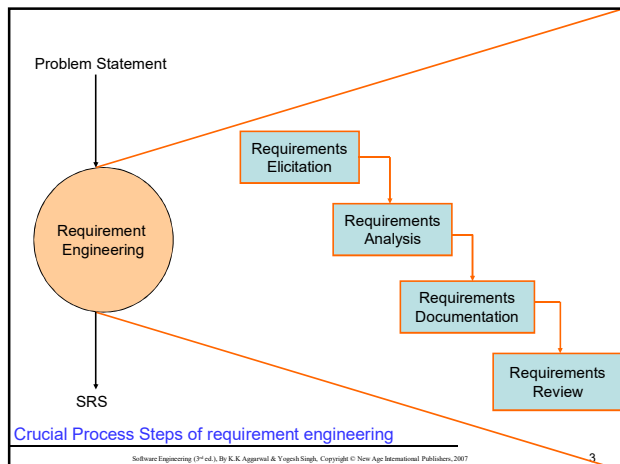 Problem Statement
Requirement
Engineering
SRS
Requirements
Elicitation
Requirements
Analysis
Requirements
Documentation
Requirements
Review
Crucial Process Steps of requirement engineering
Software Engineering (3rd ed.), By K.K Aggarwal & Yogesh Singh, Copyright © New Age International Publishers, 2007
3